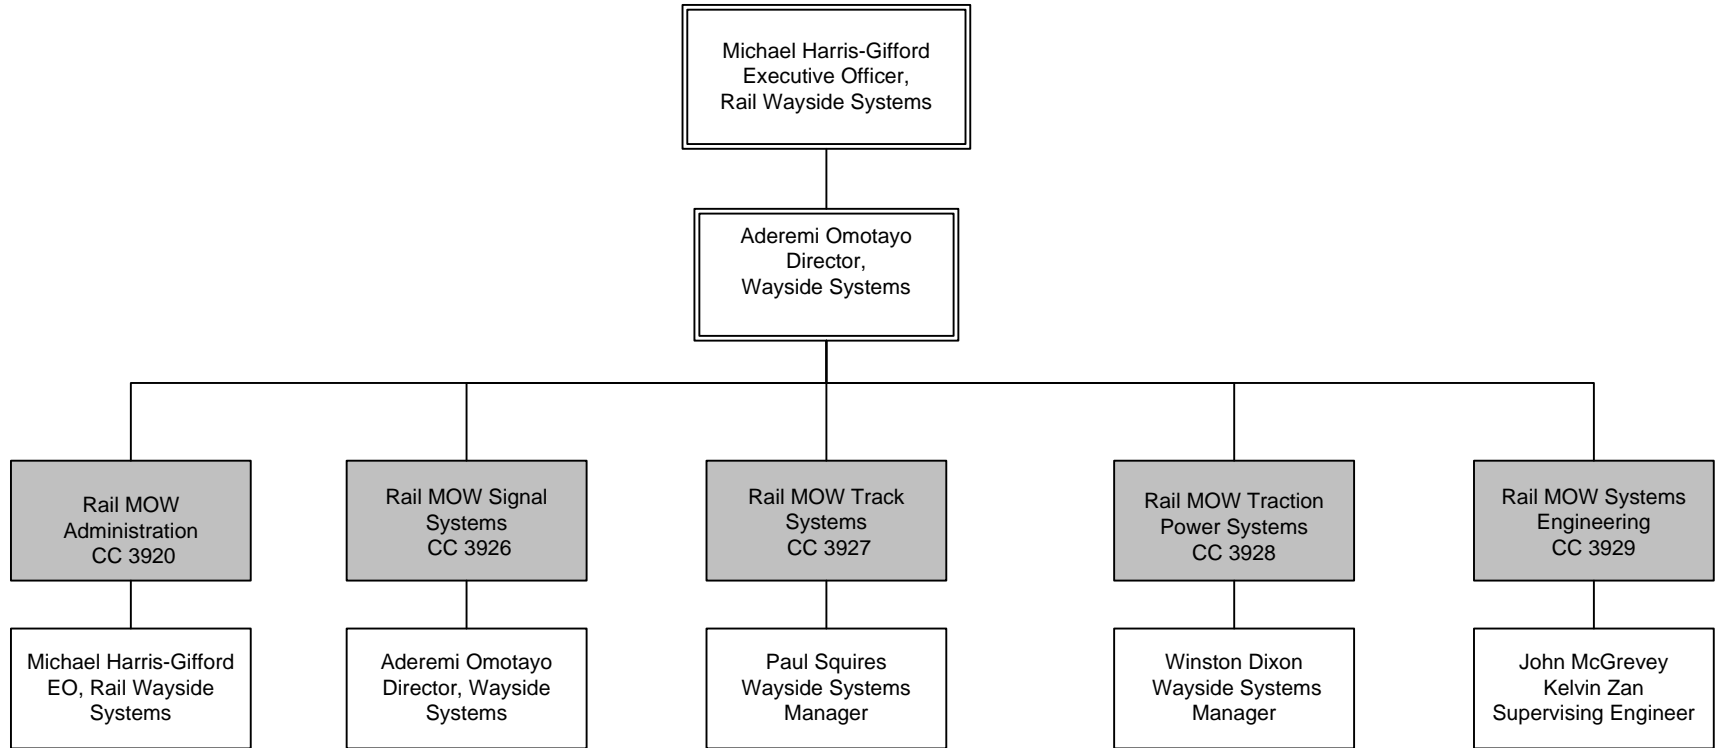 Michael Harris-Gifford
Executive Officer,
Rail Wayside Systems
Aderemi Omotayo
Director,
Wayside Systems
Rail MOW
Administration
CC 3920
Rail MOW Signal
Systems
CC 3926
Rail MOW Track
Systems
CC 3927
Rail MOW Traction
Power Systems
CC 3928
Rail MOW Systems
Engineering
CC 3929
Michael Harris-Gifford
EO, Rail Wayside
Systems
Aderemi Omotayo
Director, Wayside
Systems
Paul Squires
Wayside Systems
Manager
Winston Dixon
Wayside Systems
Manager
John McGrevey
Kelvin Zan
Supervising Engineer